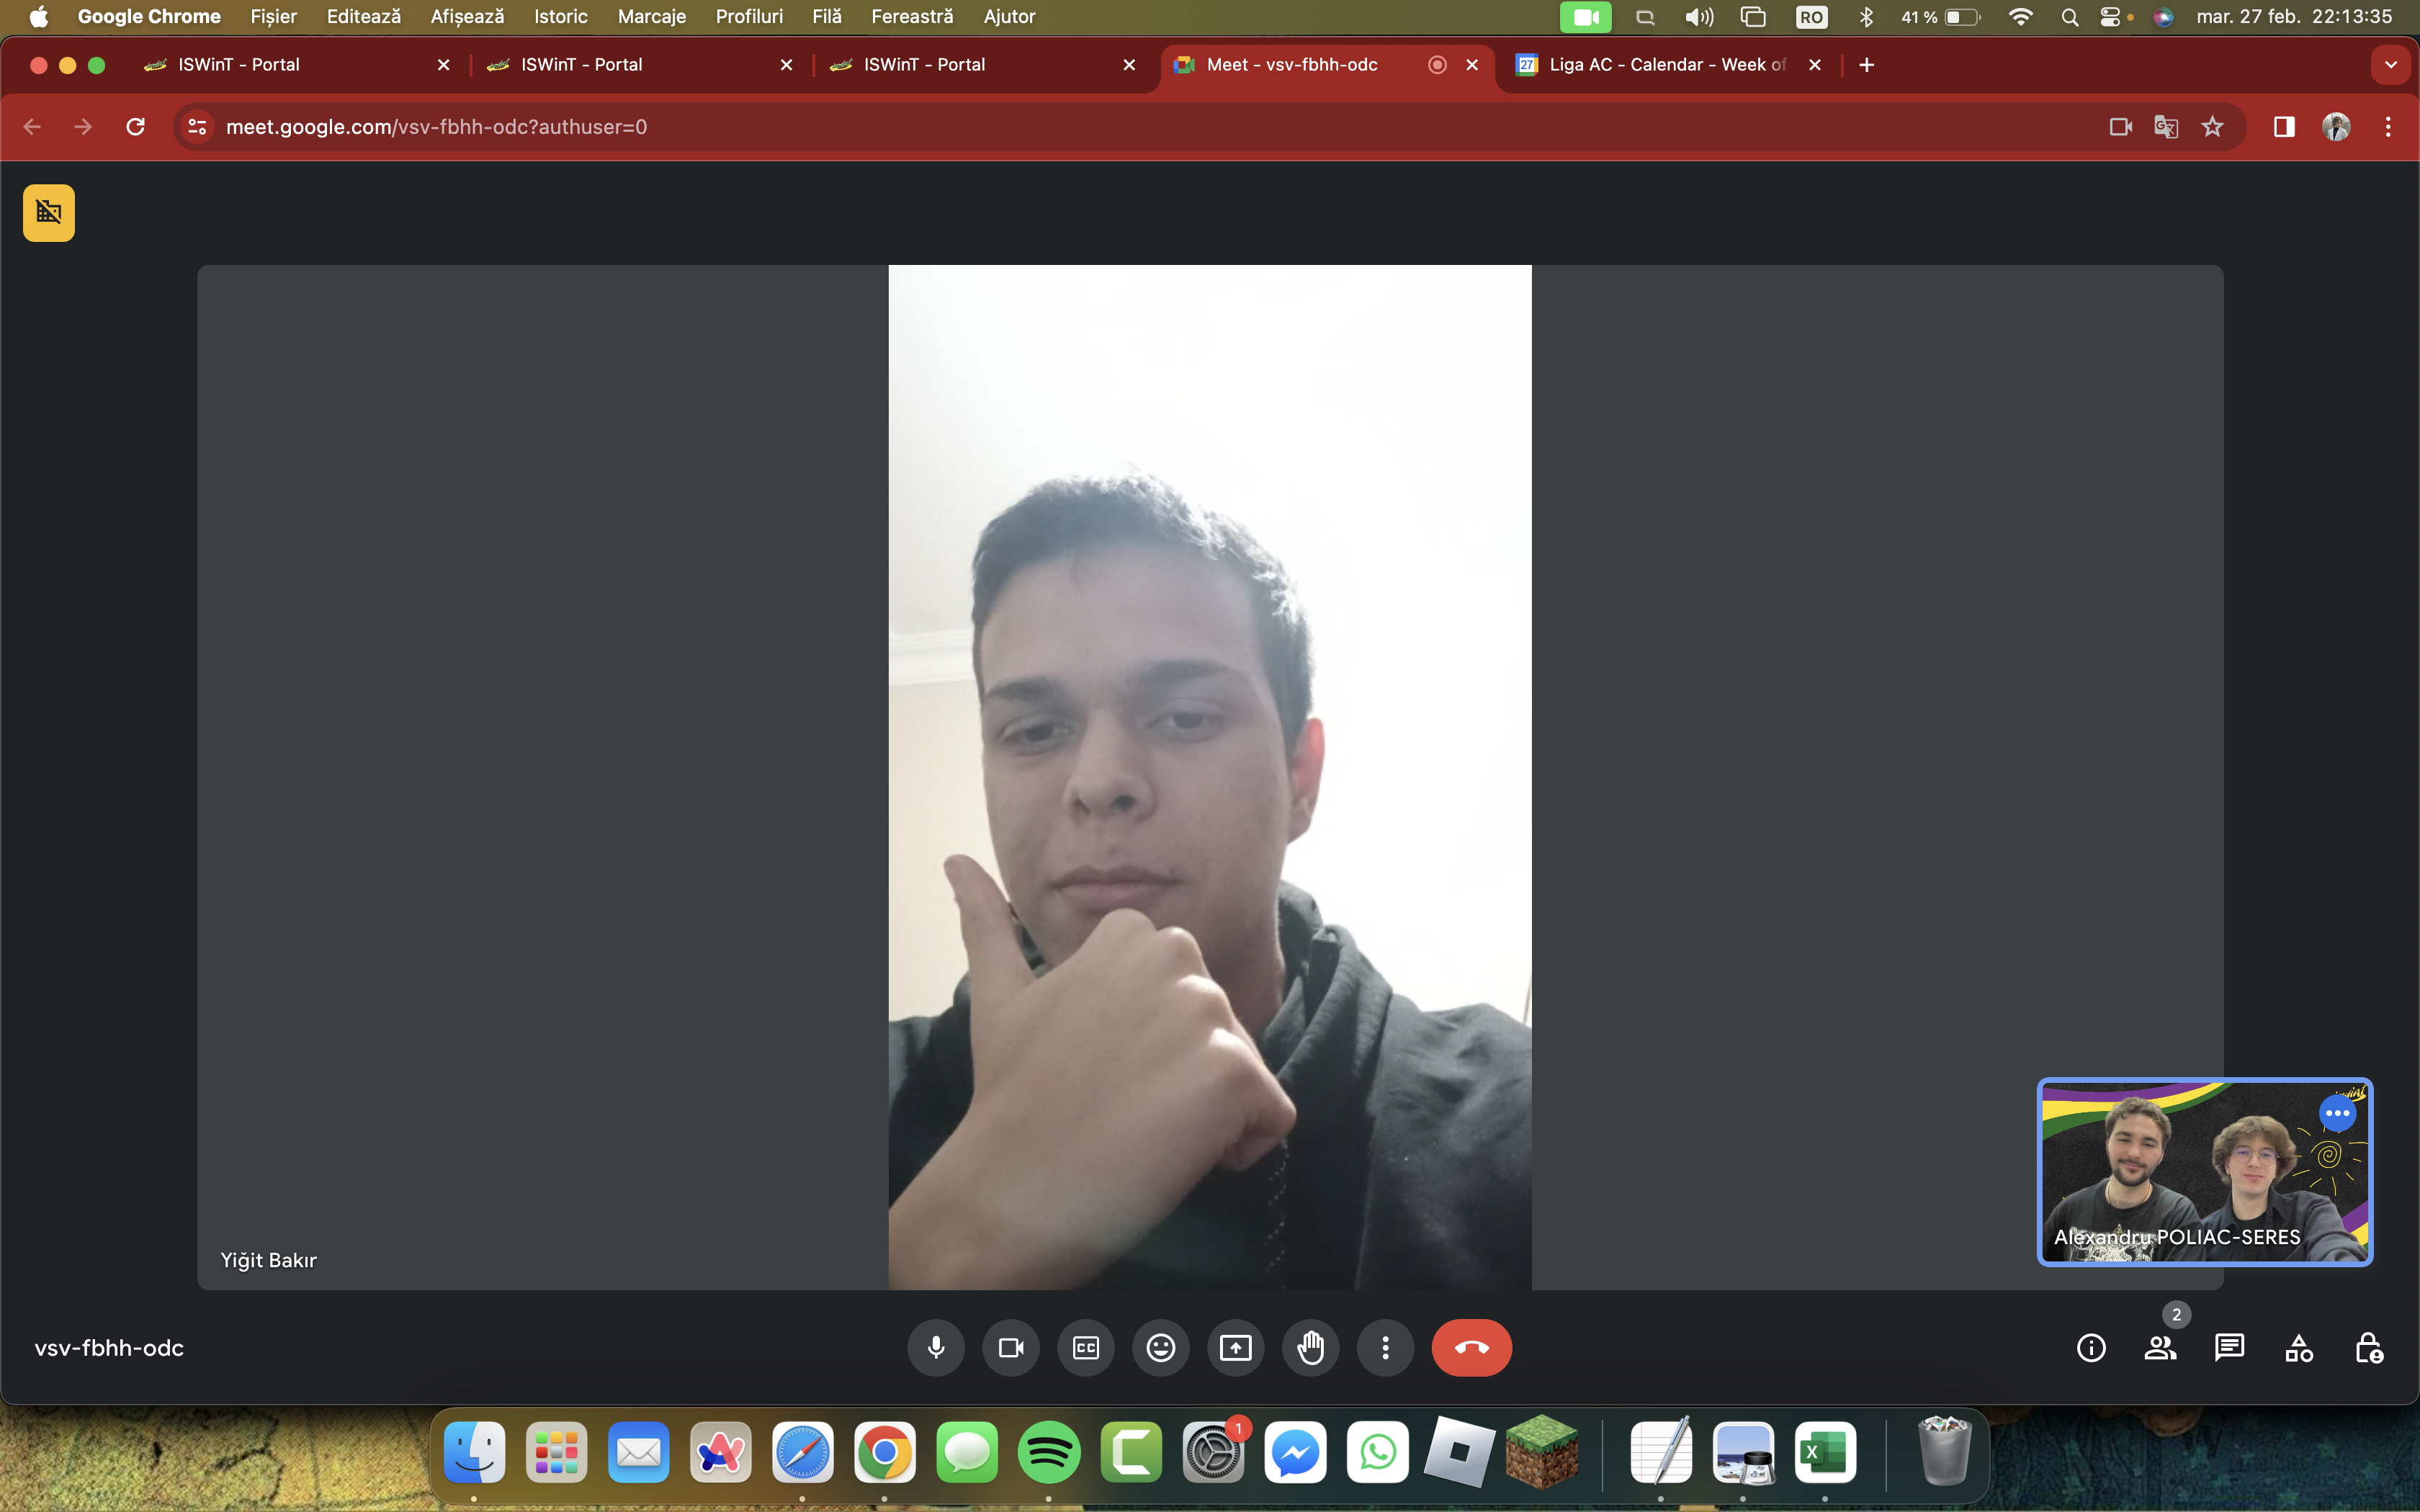 Google Chrome Fișier Editează Afișează Istoric Marcaje Profiluri Filă Fereastră Ajutor RO 41 % mar. 27 feb. 22:13:35
ISWinT - Portal ISWinT - Portal ISWinT - Portal Meet - vsv-fbhh-odc 27 Liga AC - Calendar - Week of
meet.google.com/vsv-fbhh-odc?authuser=0
Alexandru POLIAC-SERES
Yiğit Bakır
2
vsv-fbhh-odc CC
1
X